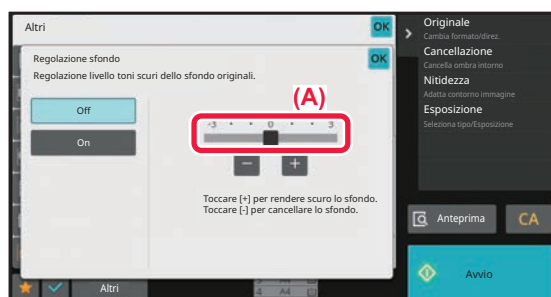 Altri
OK
Regolazione sfondo
OK
Regolazione livello toni scuri dello sfondo originali.
Off
On
(A)
-3 • • 0 • • 3
- +
Toccare [+] per rendere scuro lo sfondo.
Toccare [-] per cancellare lo sfondo.
Altri
4 A4
Originale
Cambia formato/direz.
Cancellazione
Cancella ombra intorno
Nitidezza
Adatta contorno immagine
Esposizione
Seleziona tipo/Esposizione
Anteprima
CA
Avvio